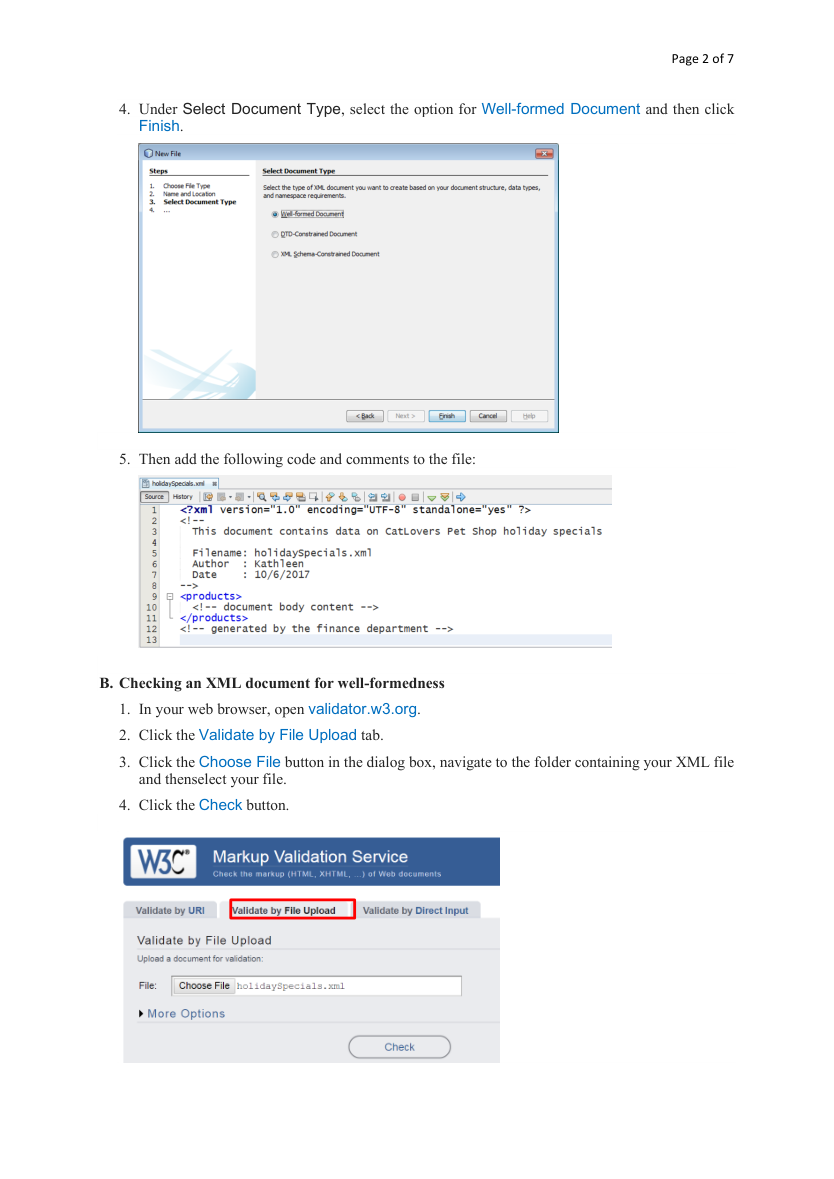 Page 2 of 7
4. Under Select Document Type, select the option for Well-formed Document and then click
Finish.
New File
Steps
1. Choose File Type
2. Name and Location
3. Select Document Type
4. ...
Select Document Type
Select the type of XML document you want to create based on your document structure, data types,
and namespace requirements.
Well-formed Document
DTD-Constrained Document
XML Schema-Constrained Document
< Back Next > Finish Cancel Help
5. Then add the following code and comments to the file:
holidaySpecials.xml
Source History
1 <?xml version="1.0" encoding="UTF-8" standalone="yes" ?>
2 <!--
3 This document contains data on CatLovers Pet Shop holiday specials
4
5 Filename: holidaySpecials.xml
6 Author : Kathleen
7 Date : 10/6/2017
8 -->
9 <products>
10 <!-- document body content -->
11 </products>
12 <!-- generated by the finance department -->
13
B. Checking an XML document for well-formedness
1. In your web browser, open validator.w3.org.
2. Click the Validate by File Upload tab.
3. Click the Choose File button in the dialog box, navigate to the folder containing your XML file
and thenselect your file.
4. Click the Check button.
W3C® Markup Validation Service
Check the markup (HTML, XHTML, ...) of Web documents
Validate by URI Validate by File Upload Validate by Direct Input
Validate by File Upload
Upload a document for validation:
File: Choose File holidaySpecials.xml
More Options
Check